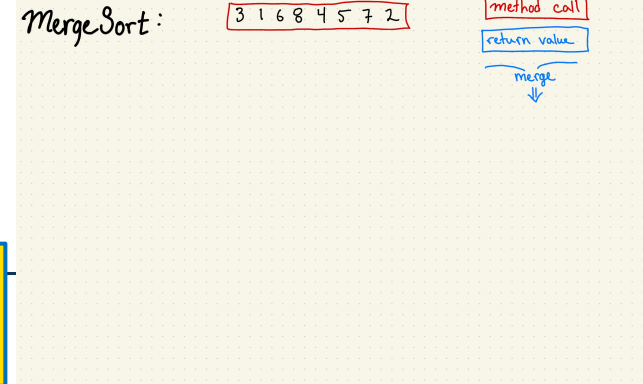 MergeSort:
3 1 6 8 4 5 7 2
method call
return value
merge